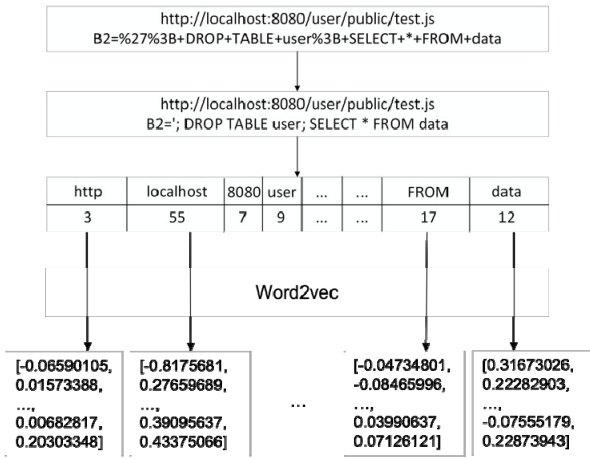 http://localhost:8080/user/public/test.js
B2=%27%3B+DROP+TABLE+user%3B+SELECT+*+FROM+data
http://localhost:8080/user/public/test.js
B2='; DROP TABLE user; SELECT * FROM data
http localhost 8080 user ... ... FROM data
3 55 7 9 ... ... 17 12
Word2vec
[-0.06590105, [-0.8175681, [-0.04734801, [0.31673026,
0.01573388, 0.27659689, -0.08465996, 0.22282903,
..., ..., ... ..., ...,
0.00682817, 0.39095637, 0.03990637, -0.07555179,
0.20303348] 0.43375066] 0.07126121] 0.22873943]